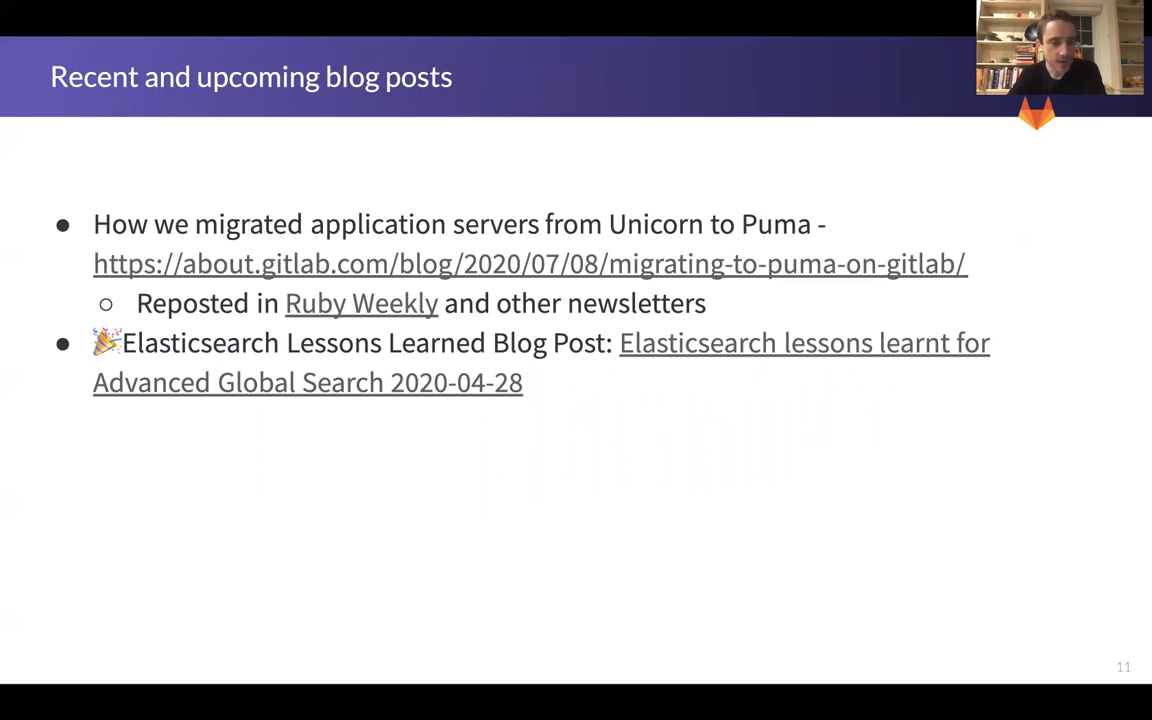 Recent and upcoming blog posts
● How we migrated application servers from Unicorn to Puma -
https://about.gitlab.com/blog/2020/07/08/migrating-to-puma-on-gitlab/
○ Reposted in Ruby Weekly and other newsletters
● 🎉Elasticsearch Lessons Learned Blog Post: Elasticsearch lessons learnt for
Advanced Global Search 2020-04-28
11